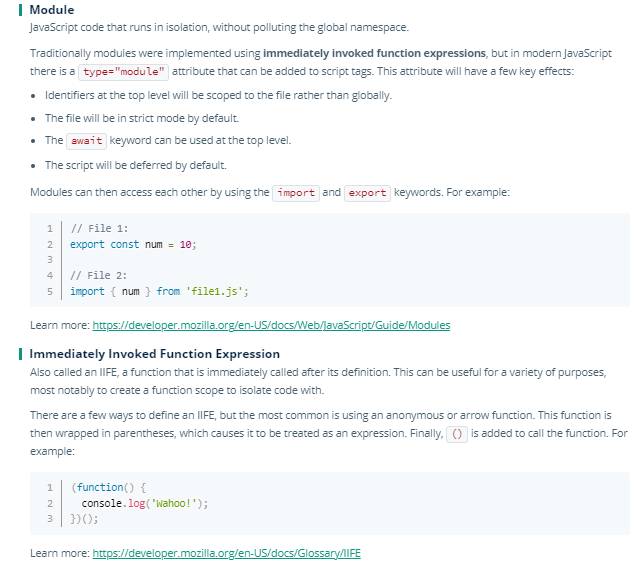 Module
JavaScript code that runs in isolation, without polluting the global namespace.
Traditionally modules were implemented using immediately invoked function expressions, but in modern JavaScript
there is a type="module" attribute that can be added to script tags. This attribute will have a few key effects:
• Identifiers at the top level will be scoped to the file rather than globally.
• The file will be in strict mode by default.
• The await keyword can be used at the top level.
• The script will be deferred by default.
Modules can then access each other by using the import and export keywords. For example:
1 // File 1:
2 export const num = 10;
3
4 // File 2:
5 import { num } from 'file1.js';
Learn more: https://developer.mozilla.org/en-US/docs/Web/JavaScript/Guide/Modules
Immediately Invoked Function Expression
Also called an IIFE, a function that is immediately called after its definition. This can be useful for a variety of purposes,
most notably to create a function scope to isolate code with.
There are a few ways to define an IIFE, but the most common is using an anonymous or arrow function. This function is
then wrapped in parentheses, which causes it to be treated as an expression. Finally, () is added to call the function. For
example:
1 (function() {
2   console.log('Wahoo!');
3 })();
Learn more: https://developer.mozilla.org/en-US/docs/Glossary/IIFE